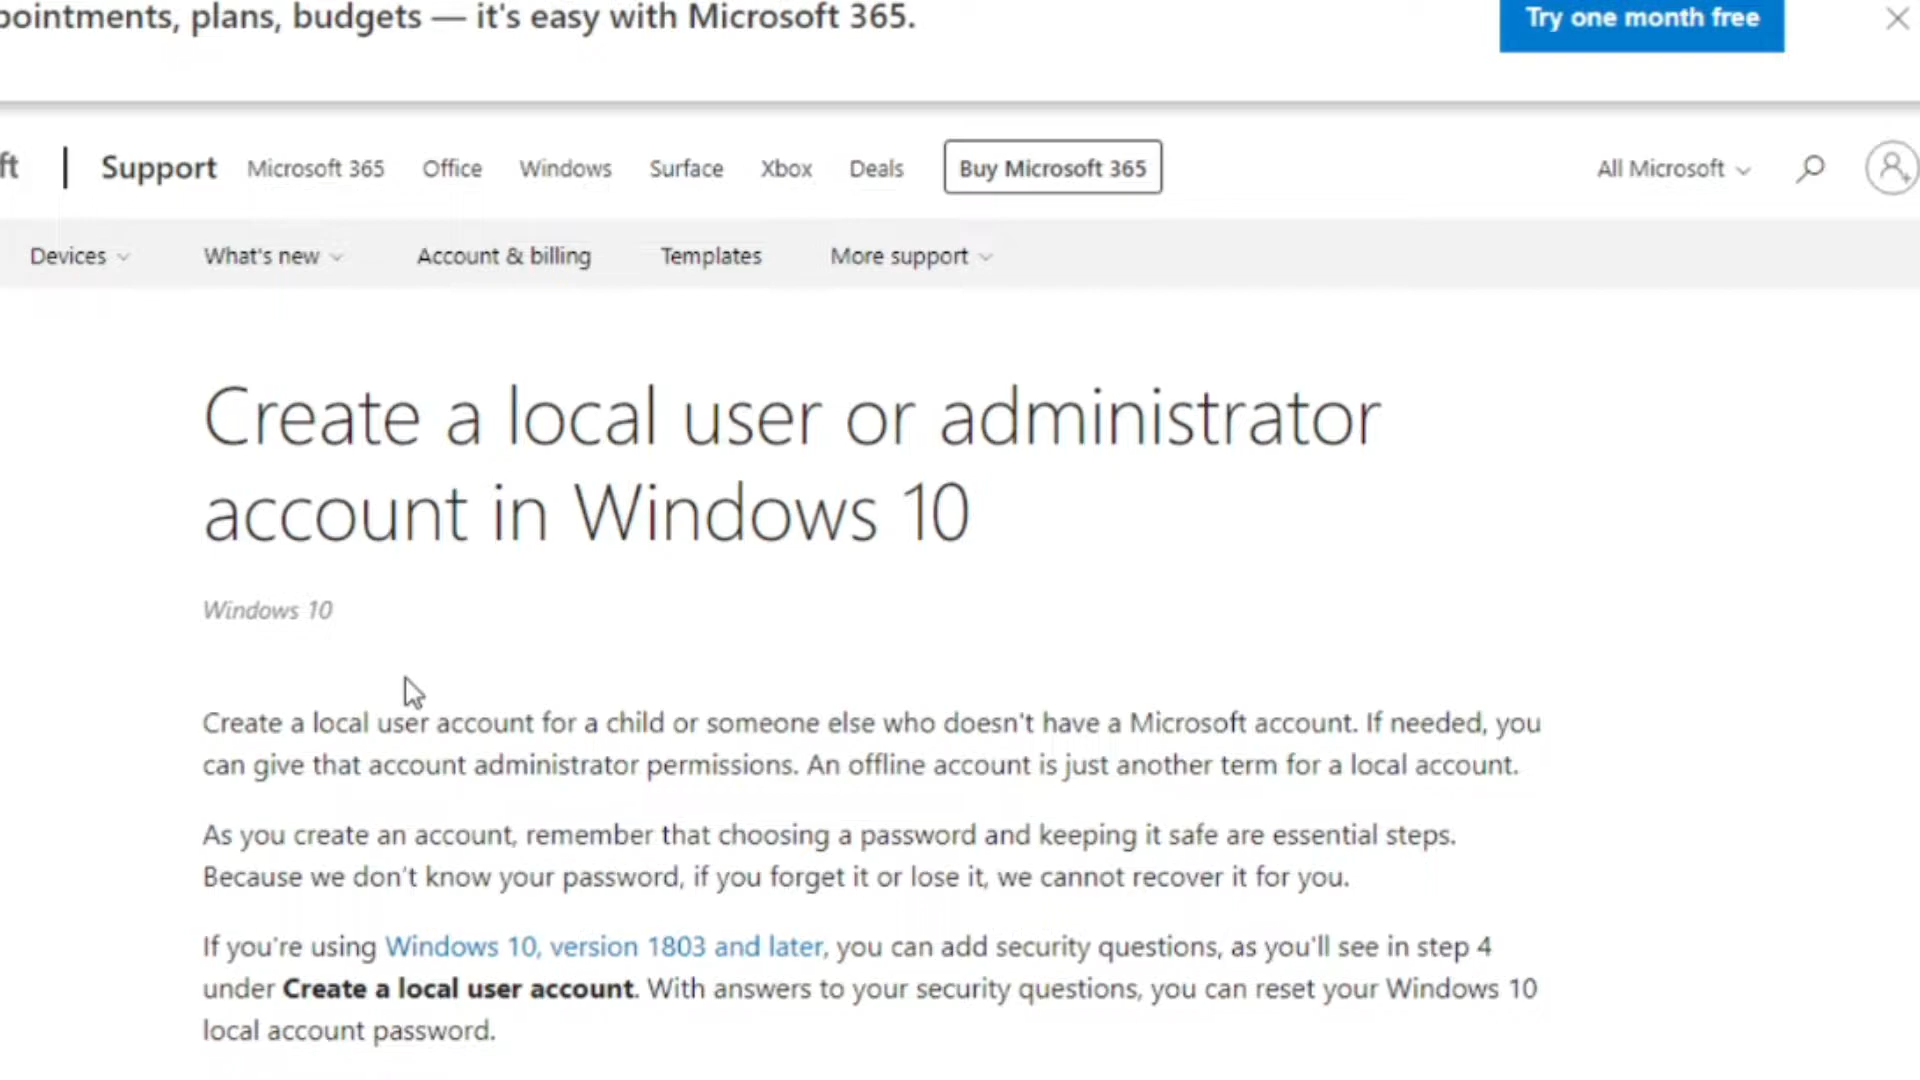 pointments, plans, budgets — it's easy with Microsoft 365.
Try one month free
ft
Support
Microsoft 365
Office
Windows
Surface
Xbox
Deals
Buy Microsoft 365
All Microsoft
Devices
What's new
Account & billing
Templates
More support
Create a local user or administrator
account in Windows 10
Windows 10
Create a local user account for a child or someone else who doesn't have a Microsoft account. If needed, you
can give that account administrator permissions. An offline account is just another term for a local account.
As you create an account, remember that choosing a password and keeping it safe are essential steps.
Because we don't know your password, if you forget it or lose it, we cannot recover it for you.
If you're using Windows 10, version 1803 and later, you can add security questions, as you'll see in step 4
under Create a local user account. With answers to your security questions, you can reset your Windows 10
local account password.